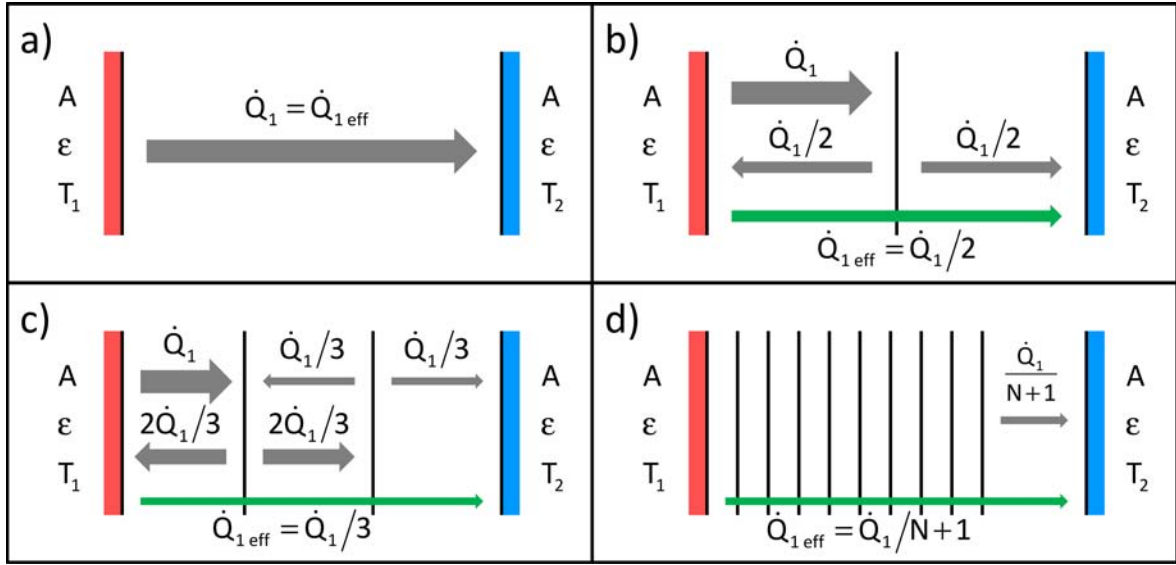 a)
A
ε
T₁
Q̇₁ = Q̇₁ eff
A
ε
T₂
b)
A
ε
T₁
Q̇₁
Q̇₁/2
Q̇₁/2
Q̇₁ eff = Q̇₁/2
A
ε
T₂
c)
A
ε
T₁
Q̇₁
Q̇₁/3
Q̇₁/3
2Q̇₁/3
2Q̇₁/3
Q̇₁ eff = Q̇₁/3
A
ε
T₂
d)
A
ε
T₁
Q̇₁
N+1
Q̇₁ eff = Q̇₁/N+1
A
ε
T₂